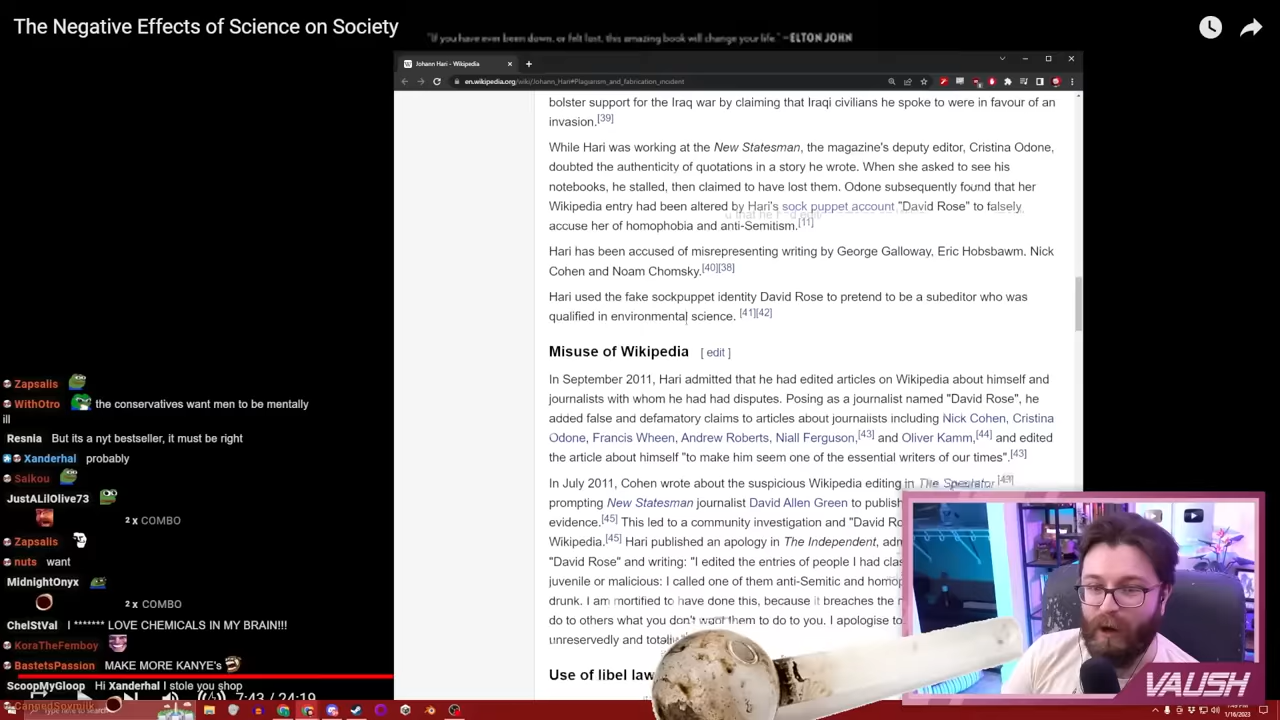 The Negative Effects of Science on Society
"If you have ever been down, or felt lost, this amazing book will change your life." —ELTON JOHN
Johann Hari - Wikipedia
en.wikipedia.org/wiki/Johann_Hari#Plagiarism_and_fabrication_incident
bolster support for the Iraq war by claiming that Iraqi civilians he spoke to were in favour of an
invasion.[39]
While Hari was working at the New Statesman, the magazine's deputy editor, Cristina Odone,
doubted the authenticity of quotations in a story he wrote. When she asked to see his
notebooks, he stalled, then claimed to have lost them. Odone subsequently found that her
Wikipedia entry had been altered by Hari's sock puppet account "David Rose" to falsely
accuse her of homophobia and anti-Semitism.[11]
Hari has been accused of misrepresenting writing by George Galloway, Eric Hobsbawm. Nick
Cohen and Noam Chomsky.[40][38]
Hari used the fake sockpuppet identity David Rose to pretend to be a subeditor who was
qualified in environmental science. [41][42]
Misuse of Wikipedia [ edit ]
In September 2011, Hari admitted that he had edited articles on Wikipedia about himself and
journalists with whom he had had disputes. Posing as a journalist named "David Rose", he
added false and defamatory claims to articles about journalists including Nick Cohen, Cristina
Odone, Francis Wheen, Andrew Roberts, Niall Ferguson,[43] and Oliver Kamm,[44] and edited
the article about himself "to make him seem one of the essential writers of our times".[43]
In July 2011, Cohen wrote about the suspicious Wikipedia editing in The Spectator,[43]
prompting New Statesman journalist David Allen Green to publish
evidence.[45] This led to a community investigation and "David Ro
Wikipedia.[45] Hari published an apology in The Independent, adm
"David Rose" and writing: "I edited the entries of people I had clas
juvenile or malicious: I called one of them anti-Semitic and homop
drunk. I am mortified to have done this, because it breaches the m
do to others what you don't want them to do to you. I apologise to
unreservedly and totally
Use of libel law
Zapsalis
WithOtro the conservatives want men to be mentally
ill
Resnia But its a nyt bestseller, it must be right
Xanderhal probably
Saikou
JustALilOlive73
2 x COMBO
Zapsalis
nuts want
MidnightOnyx
2 x COMBO
ChelStVal I ******* LOVE CHEMICALS IN MY BRAIN!!!
KoraTheFemboy
BastetsPassion MAKE MORE KANYE's
ScoopMyGloop Hi Xanderhal I stole you shop
CandedSoymilk
7:43 / 24:19
VAUSH
1/16/2023